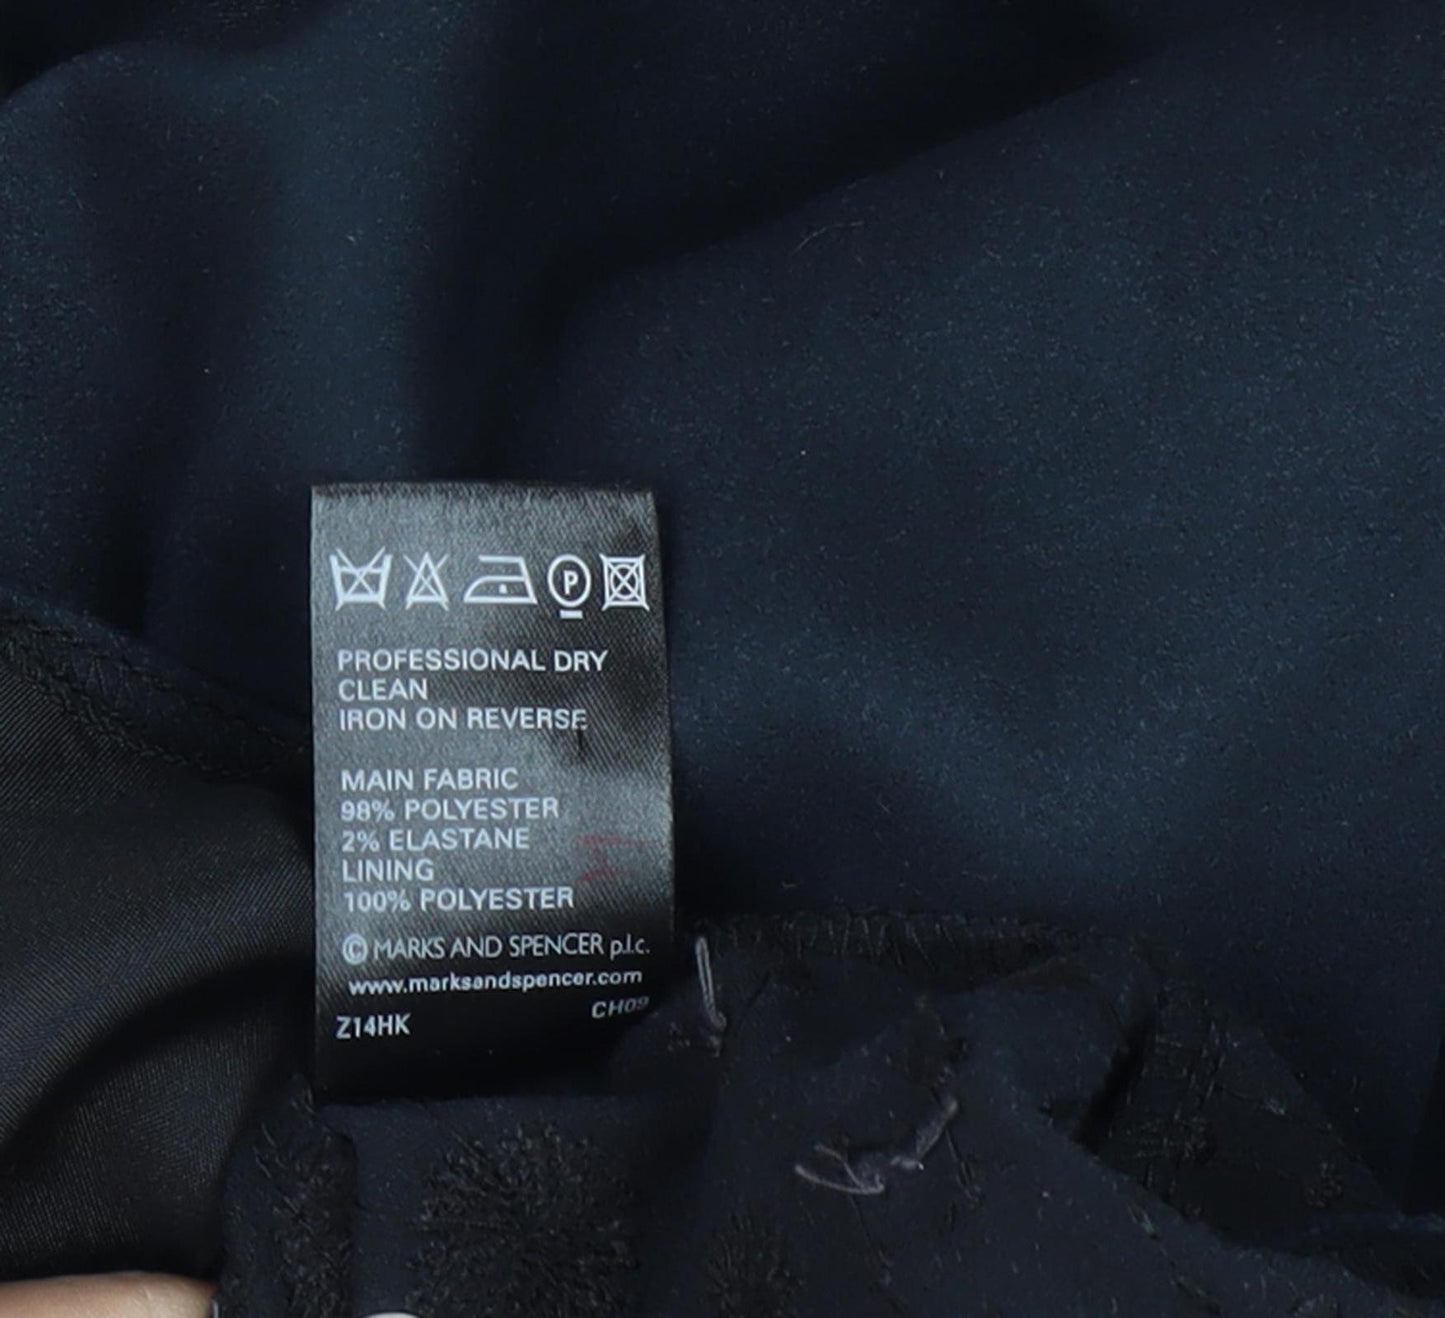 P
PROFESSIONAL DRY
CLEAN
IRON ON REVERSE
MAIN FABRIC
98% POLYESTER
2% ELASTANE
LINING
100% POLYESTER
© MARKS AND SPENCER p.l.c.
www.marksandspencer.com
CH09
Z14HK